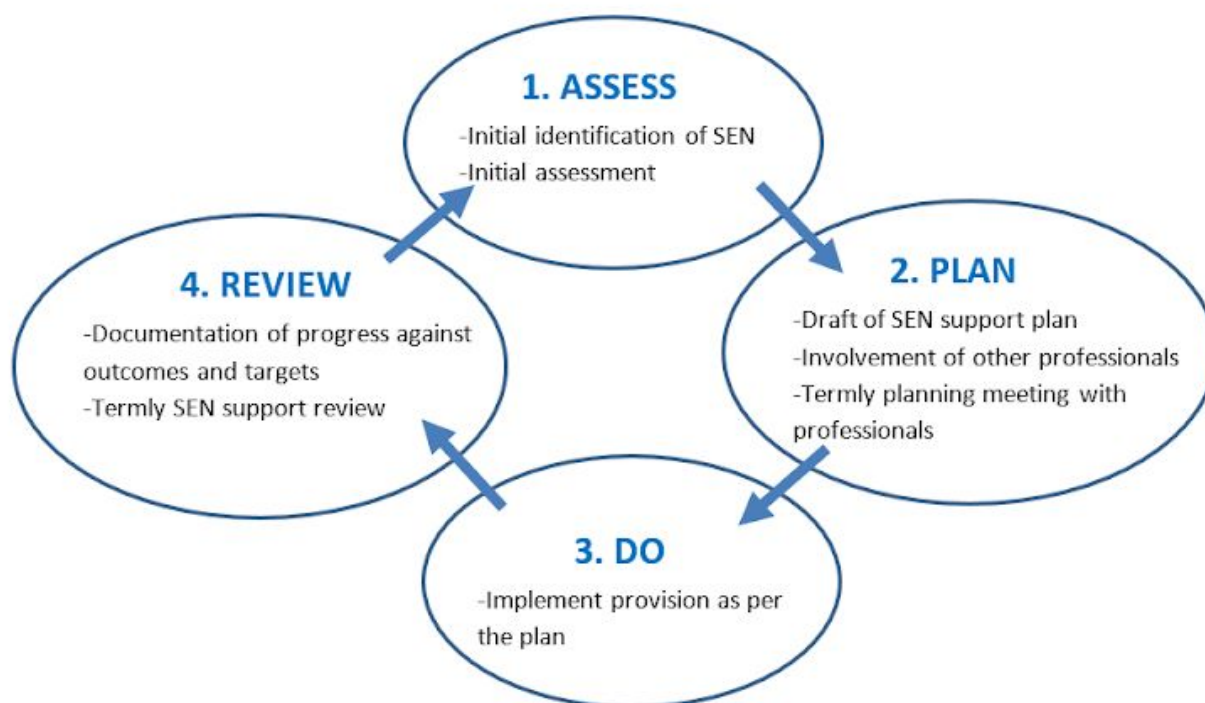 1. ASSESS
-Initial identification of SEN
-Initial assessment
2. PLAN
-Draft of SEN support plan
-Involvement of other professionals
-Termly planning meeting with
professionals
3. DO
-Implement provision as per
the plan
4. REVIEW
-Documentation of progress against
outcomes and targets
-Termly SEN support review